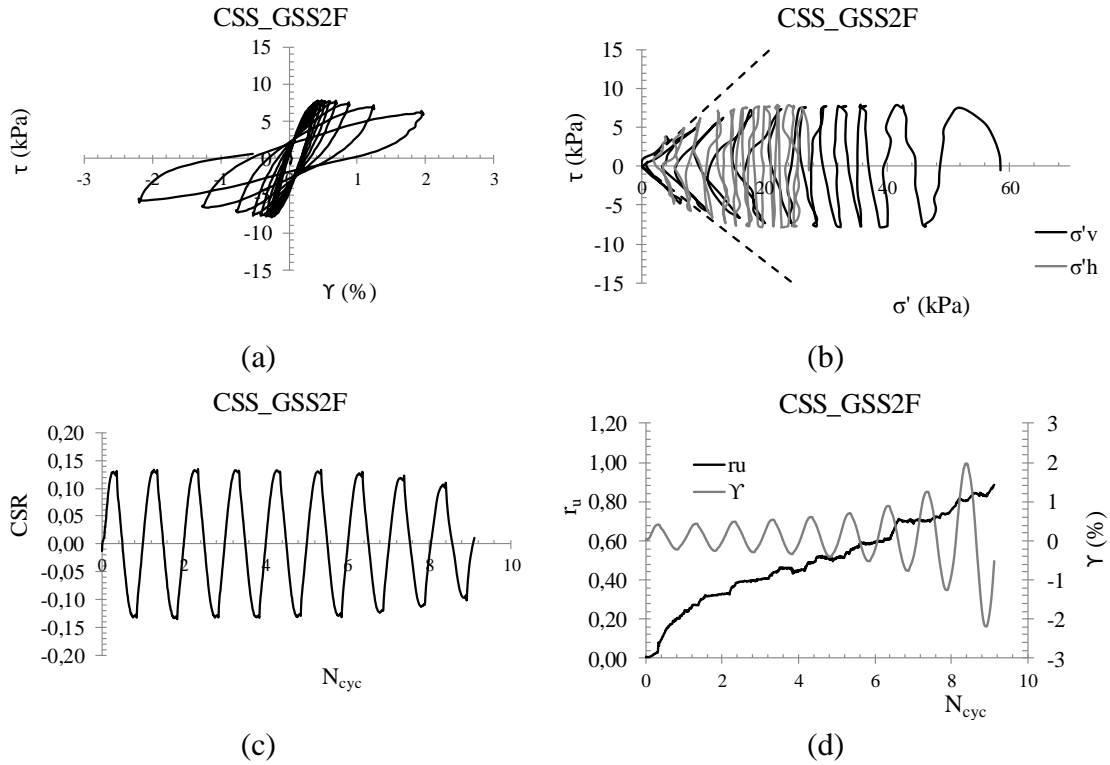 CSS_GSS2F
15
10
5
0
-5
-10
-15
-3
-2
-1
0
1
2
3
τ (kPa)
ϒ (%)
(a)
CSS_GSS2F
15
10
5
0
-5
-10
-15
0
20
40
60
τ (kPa)
σ'v
σ'h
σ' (kPa)
(b)
CSS_GSS2F
0,20
0,15
0,10
0,05
0,00
-0,05
-0,10
-0,15
-0,20
0
2
4
6
8
10
CSR
Ncyc
(c)
CSS_GSS2F
1,20
1,00
0,80
0,60
0,40
0,20
0,00
3
2
1
0
-1
-2
-3
0
2
4
6
8
10
ru
ϒ
ru
ϒ (%)
Ncyc
(d)